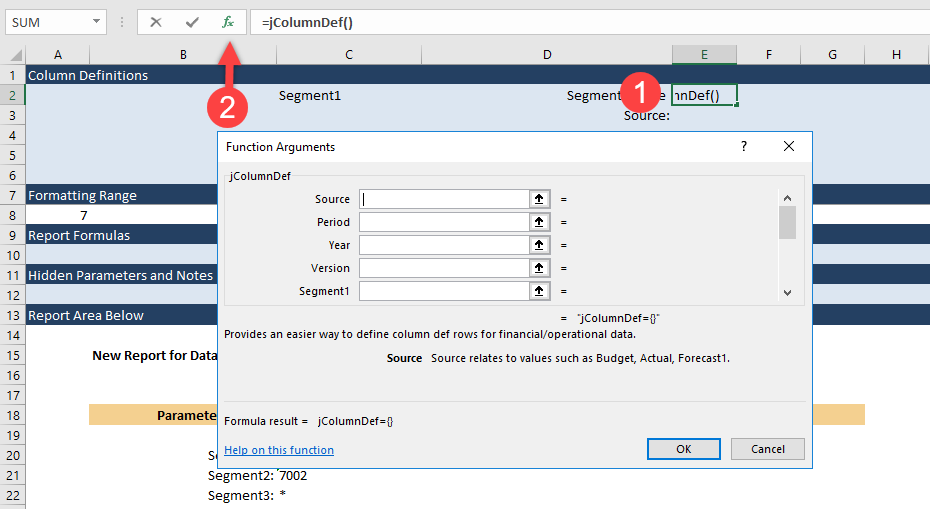 SUM =jColumnDef()
A B C D E F G H
1 Column Definitions
2 Segment1 Segment nnDef()
1
2
3 Source:
4
5
6
7 Formatting Range
8 7
9 Report Formulas
10
11 Hidden Parameters and Notes
12
13 Report Area Below
14
15 New Report for Data
16
17
18 Paramete
19
20 S
21 Segment2: 7002
22 Segment3: *
Function Arguments ?
jColumnDef
Source =
Period =
Year =
Version =
Segment1 =
= "jColumnDef={}"
Provides an easier way to define column def rows for financial/operational data.
Source Source relates to values such as Budget, Actual, Forecast1.
Formula result = jColumnDef={}
Help on this function OK Cancel